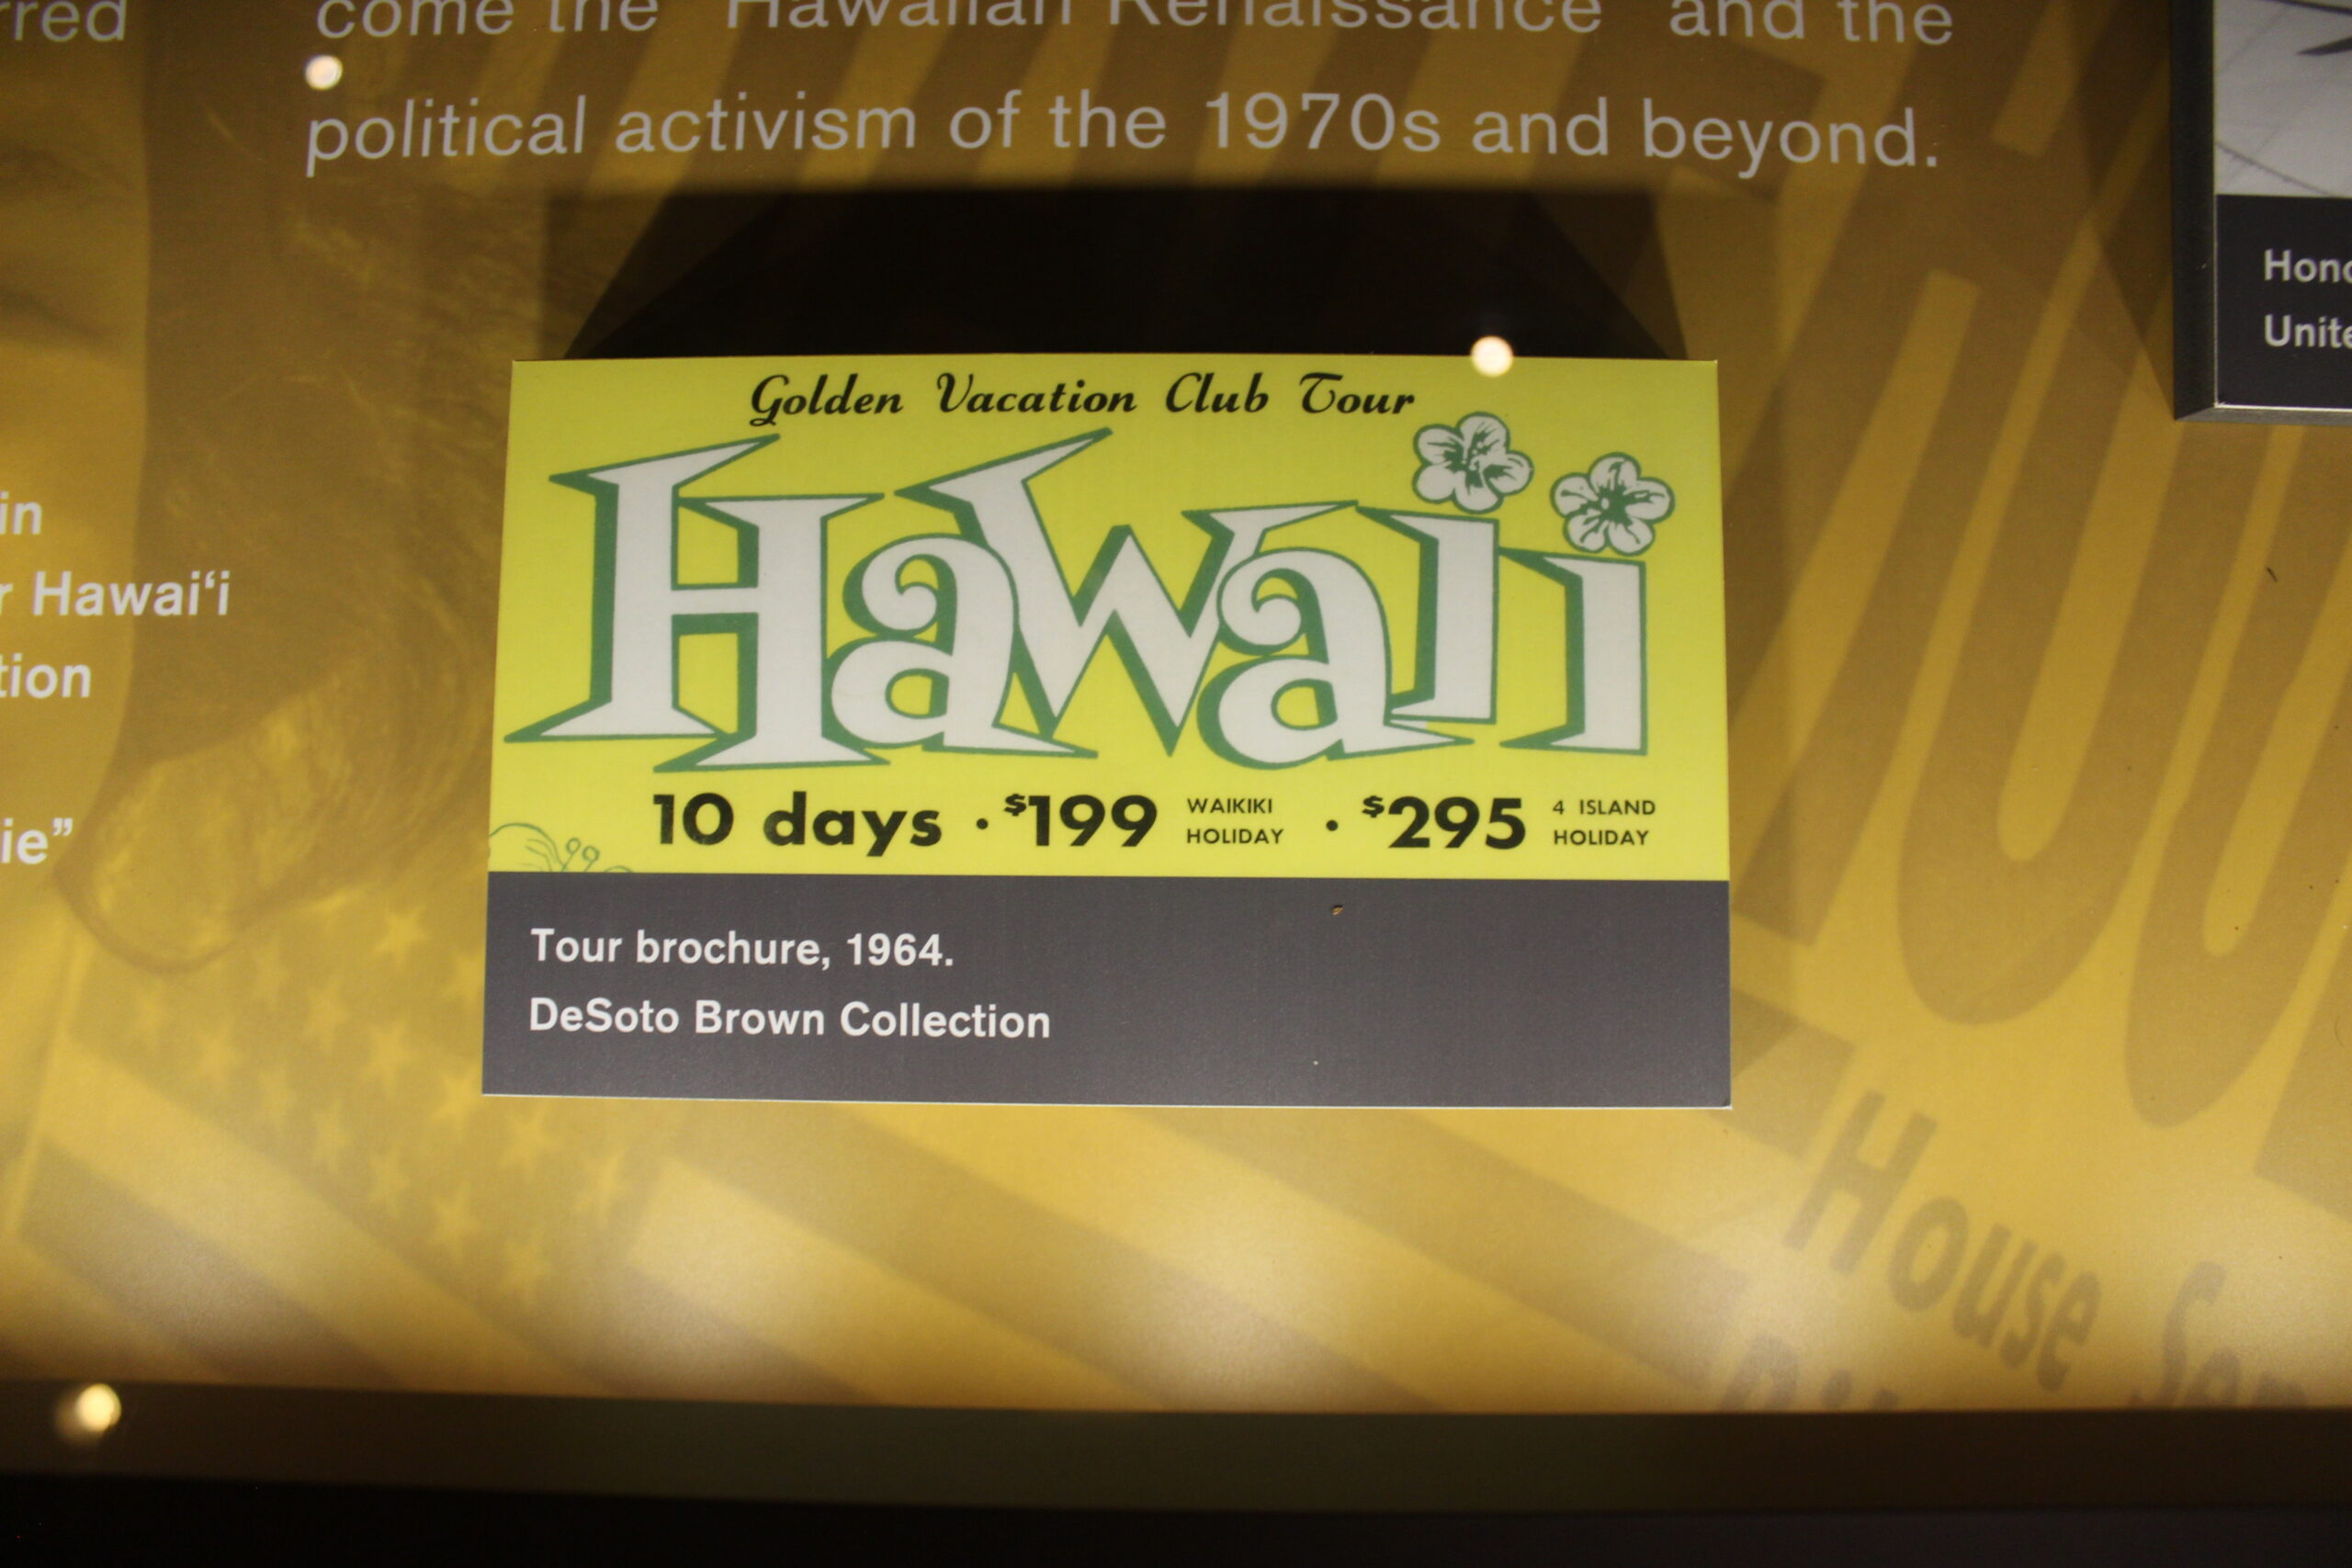 rred
come the "Hawaiian Renaissance" and the
political activism of the 1970s and beyond.
in
r Hawaiʻi
tion
ie”
Hono
Unite
Golden Vacation Club Tour
Hawaii
10 days · $199 WAIKIKI HOLIDAY · $295 4 ISLAND HOLIDAY
Tour brochure, 1964.
DeSoto Brown Collection
House